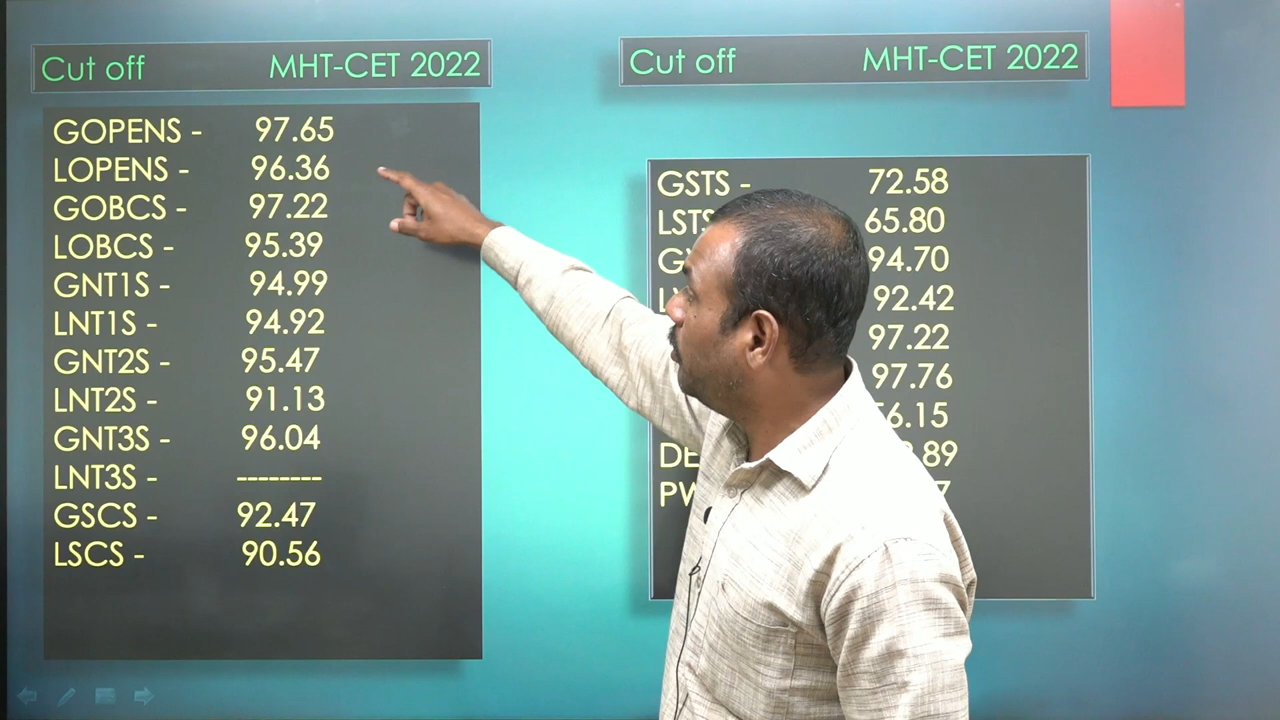 Cut off MHT-CET 2022
GOPENS - 97.65
LOPENS - 96.36
GOBCS - 97.22
LOBCS - 95.39
GNT1S - 94.99
LNT1S - 94.92
GNT2S - 95.47
LNT2S - 91.13
GNT3S - 96.04
LNT3S - --------
GSCS - 92.47
LSCS - 90.56
Cut off MHT-CET 2022
GSTS - 72.58
65.80
94.70
92.42
97.22
97.76